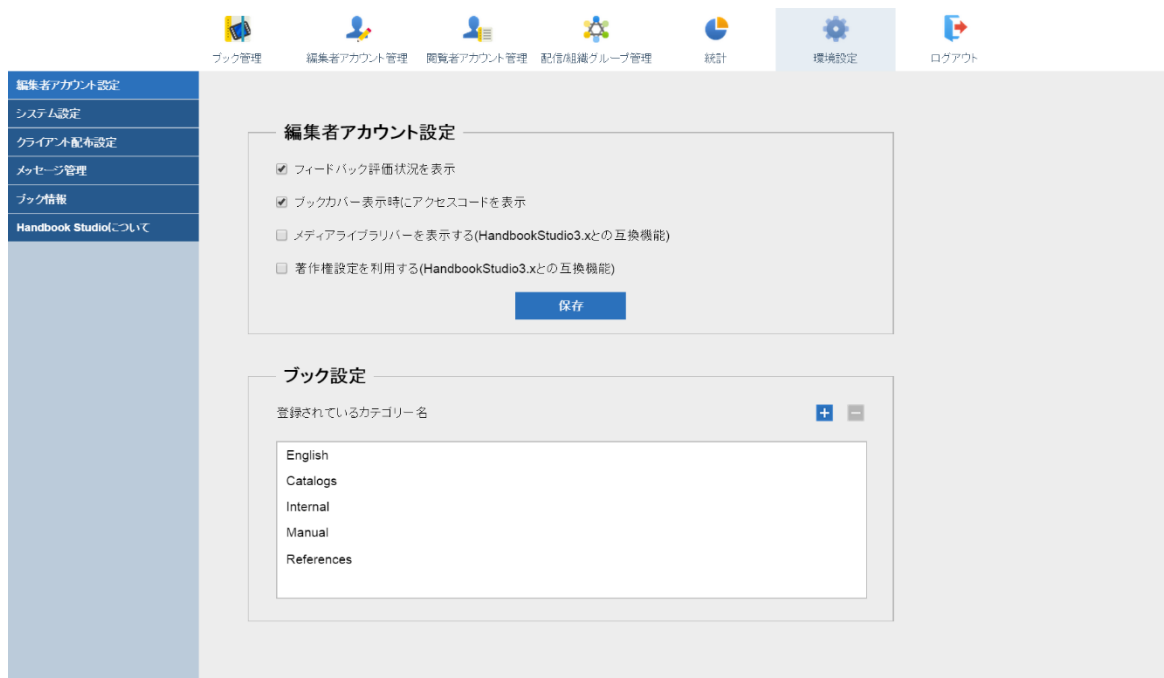 ブック管理 編集者アカウント管理 閲覧者アカウント管理 配信/組織グループ管理 統計 環境設定 ログアウト
編集者アカウント設定
システム設定
クライアント配布設定
メッセージ管理
ブック情報
Handbook Studioについて
編集者アカウント設定
フィードバック評価状況を表示
ブックカバー表示時にアクセスコードを表示
メディアライブラリバーを表示する(HandbookStudio3.xとの互換機能)
著作権設定を利用する(HandbookStudio3.xとの互換機能)
保存
ブック設定
登録されているカテゴリー名
English
Catalogs
Internal
Manual
References